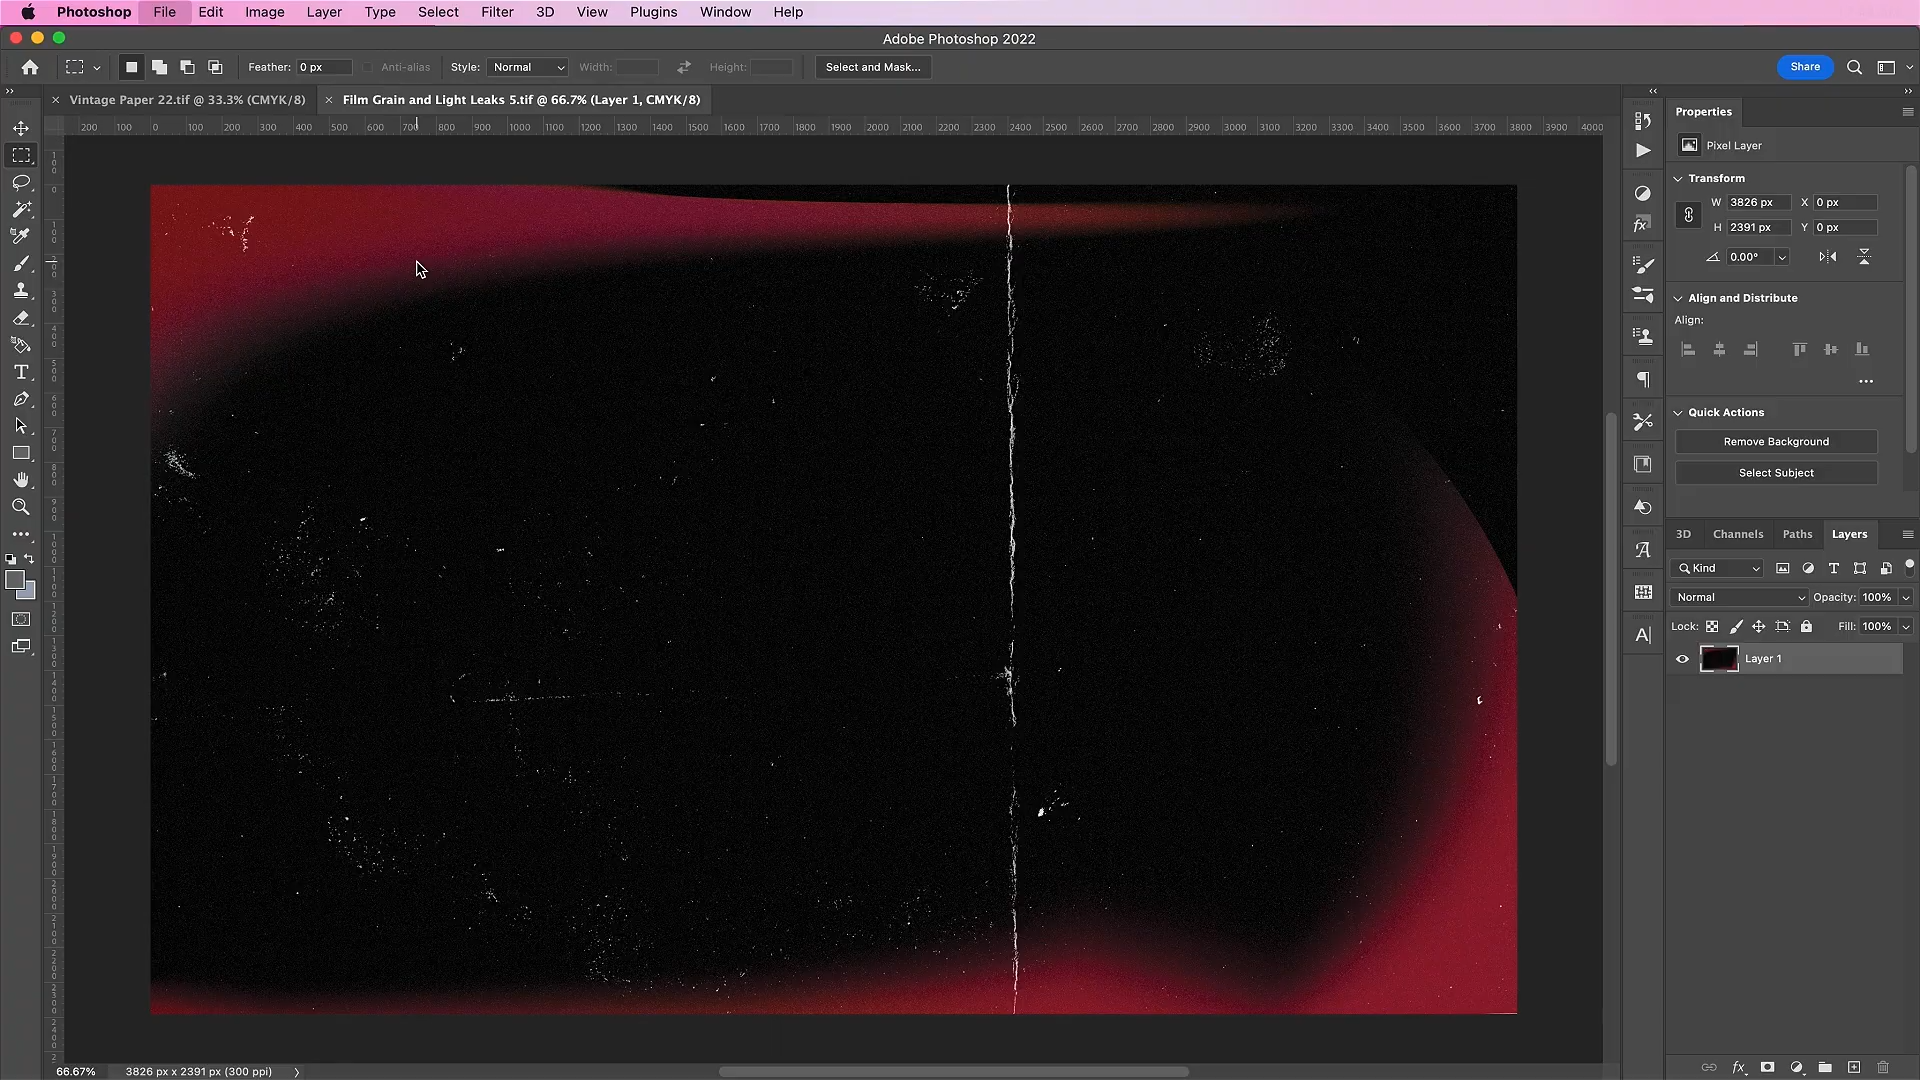 Photoshop File Edit Image Layer Type Select Filter 3D View Plugins Window Help
Adobe Photoshop 2022
Feather: 0 px Anti-alias Style: Normal Width: Height: Select and Mask... Share
Vintage Paper 22.tif @ 33.3% (CMYK/8) Film Grain and Light Leaks 5.tif @ 66.7% (Layer 1, CMYK/8)
200 100 0 100 200 300 400 500 600 700 800 900 1000 1100 1200 1300 1400 1500 1600 1700 1800 1900 2000 2100 2200 2300 2400 2500 2600 2700 2800 2900 3000 3100 3200 3300 3400 3500 3600 3700 3800 3900 4000
Properties
Pixel Layer
Transform
W 3826 px X 0 px
H 2391 px Y 0 px
0.00°
Align and Distribute
Align:
Quick Actions
Remove Background
Select Subject
3D Channels Paths Layers
Kind
Normal Opacity: 100%
Lock: Fill: 100%
Layer 1
66.67% 3826 px x 2391 px (300 ppi)